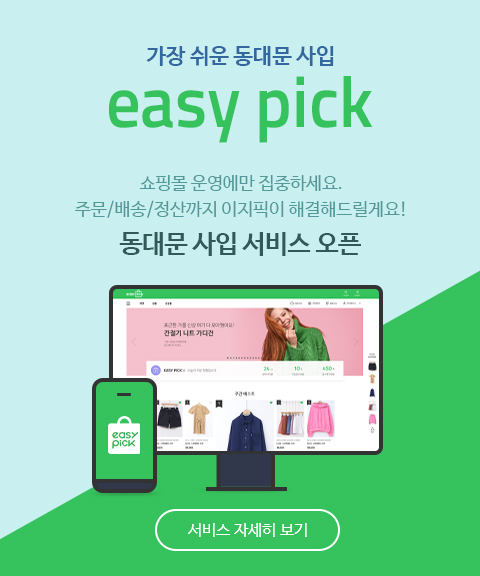 가장 쉬운 동대문 사입
easy pick
쇼핑몰 운영에만 집중하세요.
주문/배송/정산까지 이지픽이 해결해드릴게요!
동대문 사입 서비스 오픈
간절기 니트 가디건
EASY PICK
주간 베스트
easy
pick
서비스 자세히 보기